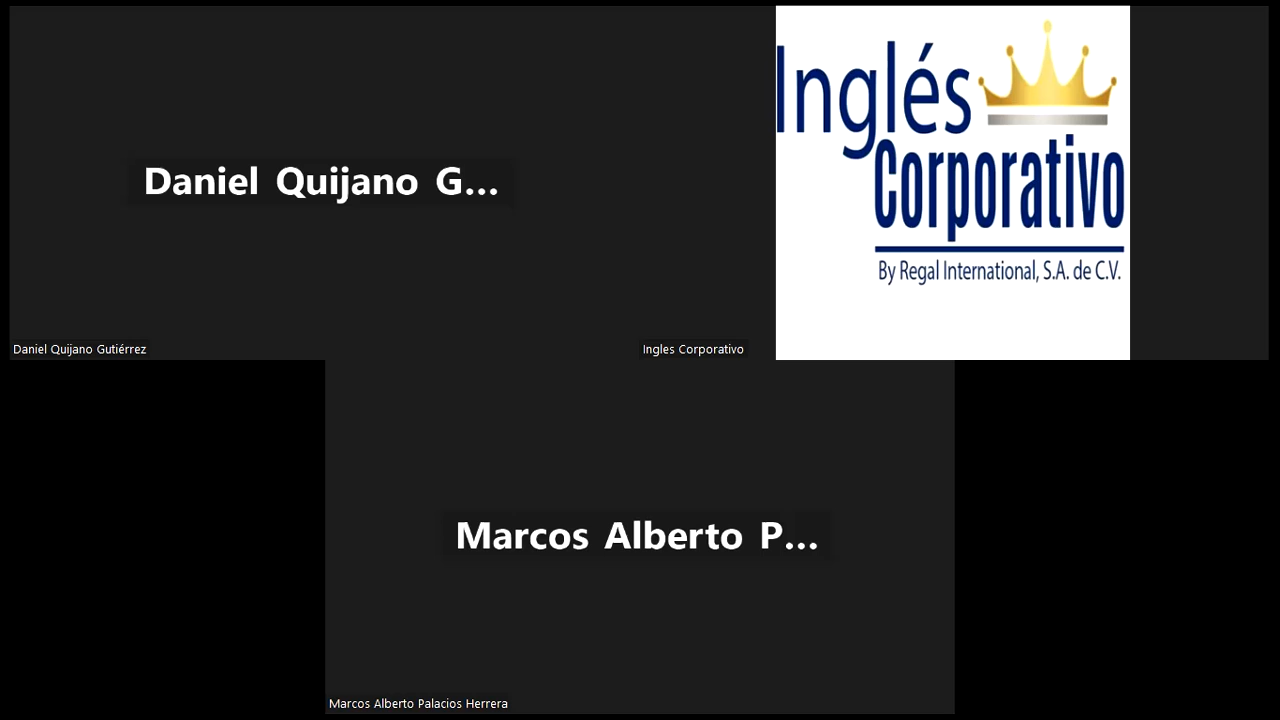 Daniel Quijano G...
Daniel Quijano Gutiérrez
Inglés
Corporativo
By Regal International, S.A. de C.V.
Ingles Corporativo
Marcos Alberto P...
Marcos Alberto Palacios Herrera